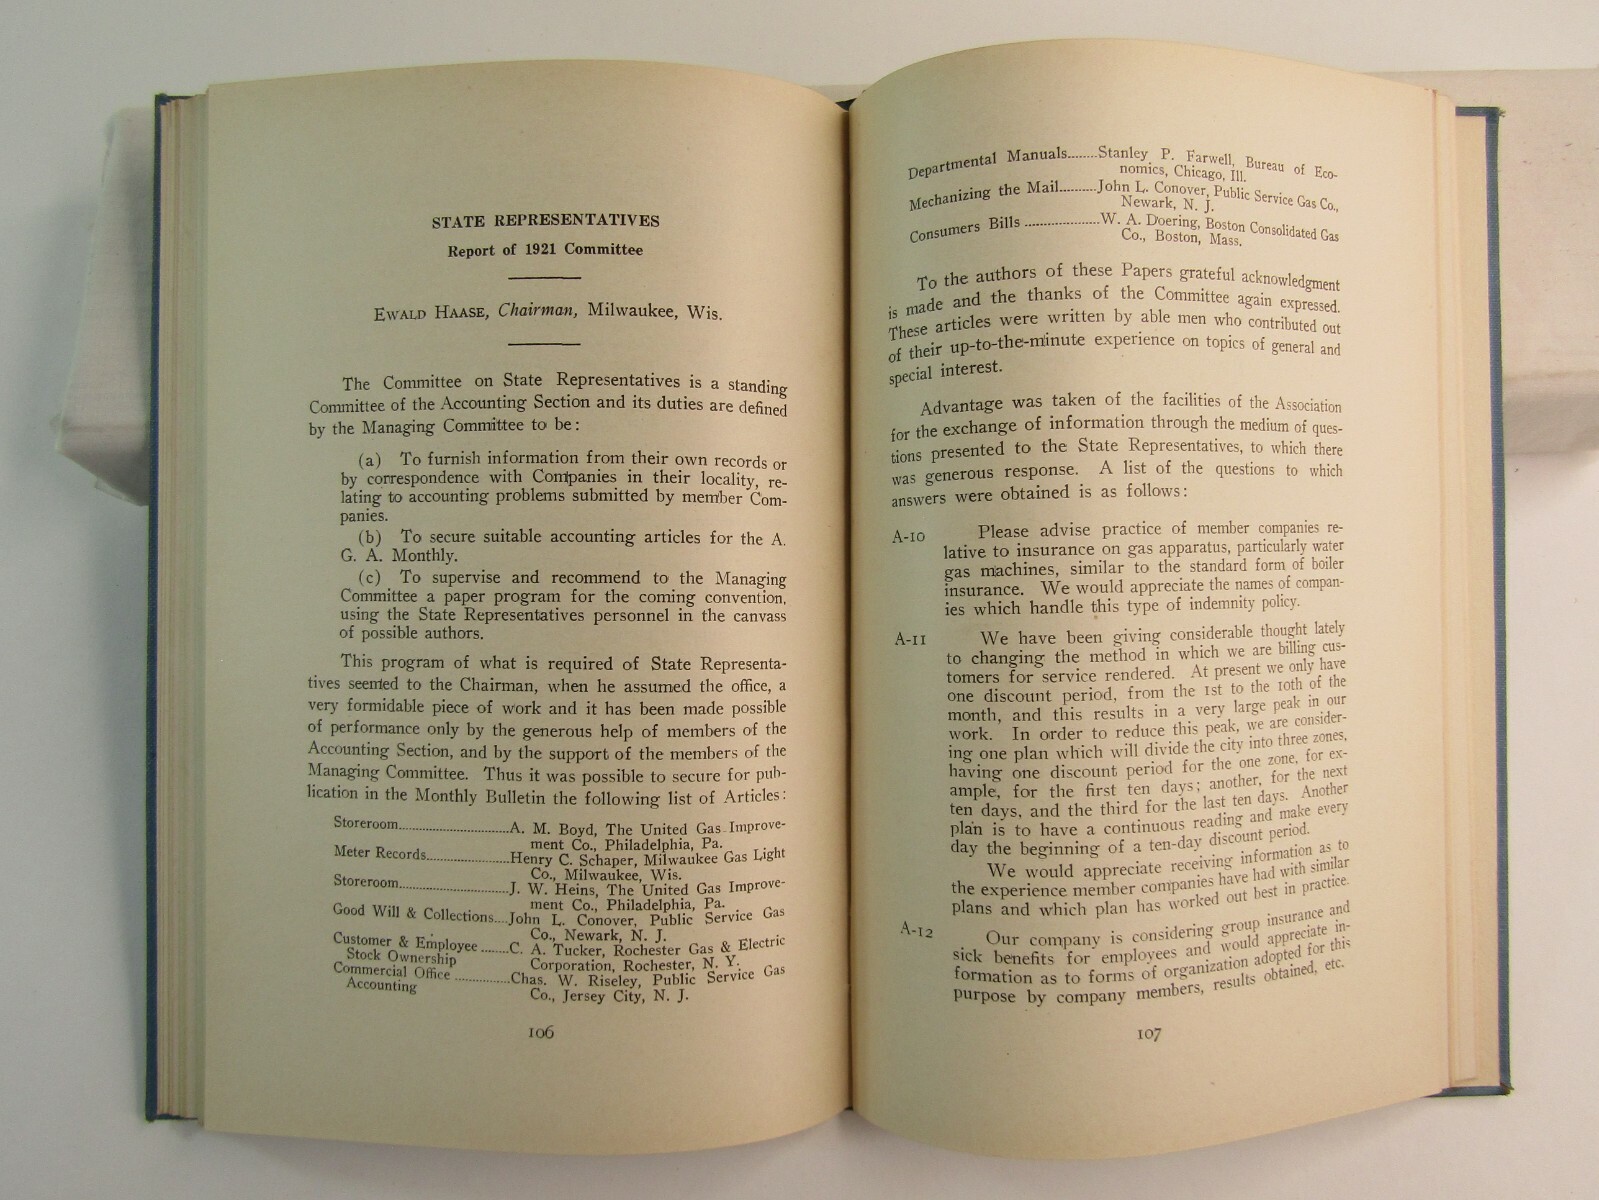 STATE REPRESENTATIVES
Report of 1921 Committee
EWALD HAASE, Chairman, Milwaukee, Wis.
The Committee on State Representatives is a standing
Committee of the Accounting Section and its duties are defined
by the Managing Committee to be:
(a) To furnish information from their own records or
by correspondence with Companies in their locality, re-
lating to accounting problems submitted by member Com-
panies.
(b) To secure suitable accounting articles for the A.
G. A. Monthly.
(c) To supervise and recommend to the Managing
Committee a paper program for the coming convention,
using the State Representatives personnel in the canvass
of possible authors.
This program of what is required of State Representa-
tives seemed to the Chairman, when he assumed the office, a
very formidable piece of work and it has been made possible
of performance only by the generous help of members of the
Accounting Section, and by the support of the members of the
Managing Committee. Thus it was possible to secure for pub-
lication in the Monthly Bulletin the following list of Articles:
Storeroom..............................A. M. Boyd, The United Gas Improve-
ment Co., Philadelphia, Pa.
Meter Records......................Henry C. Schaper, Milwaukee Gas Light
Co., Milwaukee, Wis.
Storeroom..............................J. W. Heins, The United Gas Improve-
ment Co., Philadelphia, Pa.
Good Will & Collections....John L. Conover, Public Service Gas
Co., Newark, N. J.
Customer & Employee.......C. A. Tucker, Rochester Gas & Electric
Stock Ownership Corporation, Rochester, N. Y.
Commercial Office ..............Chas. W. Riseley, Public Service Gas
Accounting Co., Jersey City, N. J.
106
Departmental Manuals........Stanley P. Farwell, Bureau of Eco-
nomics, Chicago, Ill.
Mechanizing the Mail..........John L. Conover, Public Service Gas Co.,
Newark, N. J.
Consumers Bills ....................W. A. Doering, Boston Consolidated Gas
Co., Boston, Mass.
To the authors of these Papers grateful acknowledgment
is made and the thanks of the Committee again expressed.
These articles were written by able men who contributed out
of their up-to-the-minute experience on topics of general and
special interest.
Advantage was taken of the facilities of the Association
for the exchange of information through the medium of ques-
tions presented to the State Representatives, to which there
was generous response. A list of the questions to which
answers were obtained is as follows:
A-10 Please advise practice of member companies re-
lative to insurance on gas apparatus, particularly water
gas machines, similar to the standard form of boiler
insurance. We would appreciate the names of compan-
ies which handle this type of indemnity policy.
A-11 We have been giving considerable thought lately
to changing the method in which we are billing cus-
tomers for service rendered. At present we only have
one discount period, from the 1st to the 10th of the
month, and this results in a very large peak in our
work. In order to reduce this peak, we are consider-
ing one plan which will divide the city into three zones,
having one discount period for the one zone, for ex-
ample, for the first ten days; another, for the next
ten days, and the third for the last ten days. Another
plan is to have a continuous reading and make every
day the beginning of a ten-day discount period.
We would appreciate receiving information as to
the experience member companies have had with similar
plans and which plan has worked out best in practice.
A-12 Our company is considering group insurance and
sick benefits for employees and would appreciate in-
formation as to forms of organization adopted for this
purpose by company members, results obtained, etc.
107